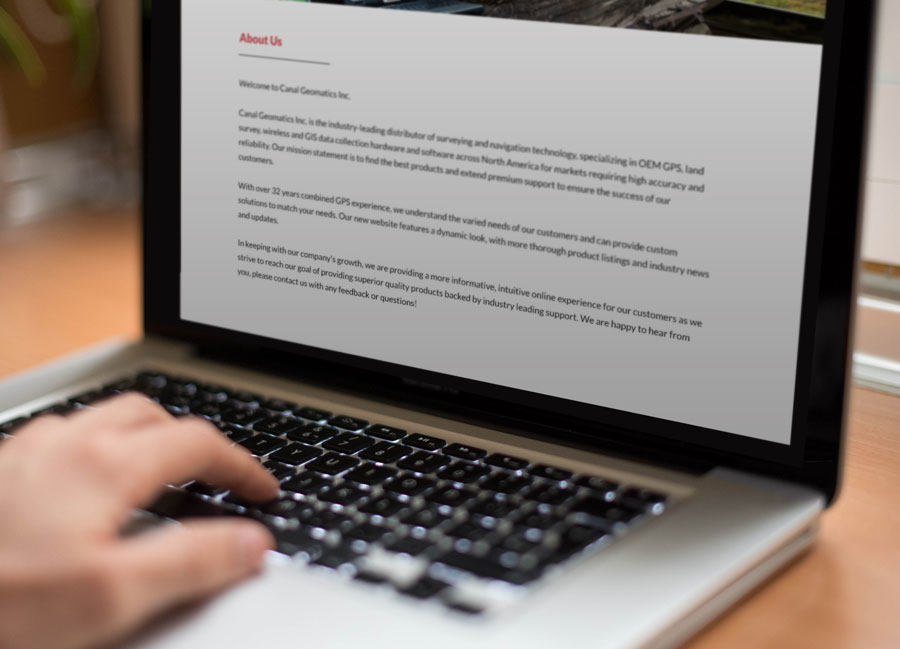 About Us
Welcome to Canal Geomatics Inc.
Canal Geomatics Inc. is the industry-leading distributor of surveying and navigation technology, specializing in OEM GPS, land
survey, wireless and GIS data collection hardware and software across North America for markets requiring high accuracy and
reliability. Our mission statement is to find the best products and extend premium support to ensure the success of our
customers.
With over 32 years combined GPS experience, we understand the varied needs of our customers and can provide custom
solutions to match your needs. Our new website features a dynamic look, with more thorough product listings and industry news
and updates.
In keeping with our company's growth, we are providing a more informative, intuitive online experience for our customers as we
strive to reach our goal of providing superior quality products backed by industry leading support. We are happy to hear from
you, please contact us with any feedback or questions!